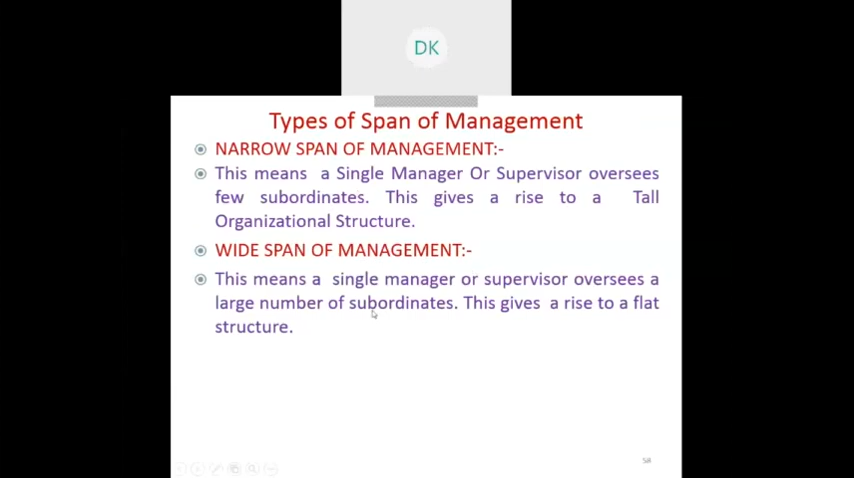 DK
Types of Span of Management
NARROW SPAN OF MANAGEMENT:-
This means a Single Manager Or Supervisor oversees
few subordinates. This gives a rise to a Tall
Organizational Structure.
WIDE SPAN OF MANAGEMENT:-
This means a single manager or supervisor oversees a
large number of subordinates. This gives a rise to a flat
structure.